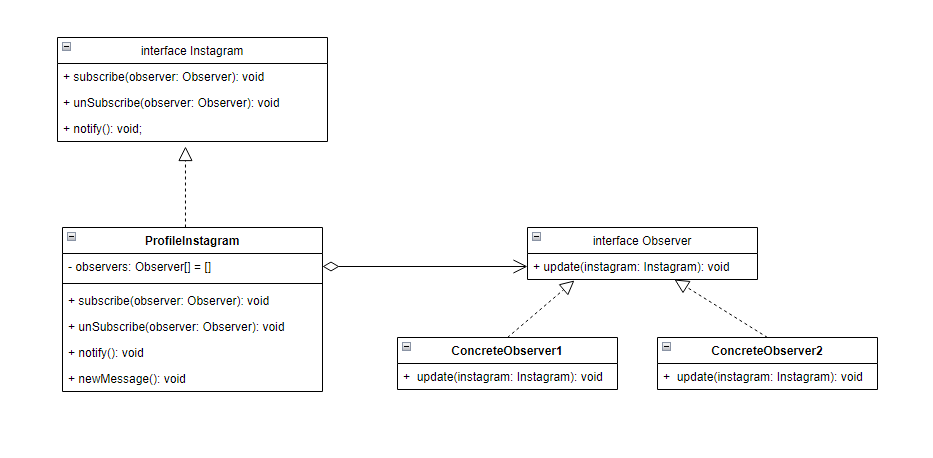 interface Instagram
+ subscribe(observer: Observer): void
+ unSubscribe(observer: Observer): void
+ notify(): void;
ProfileInstagram
- observers: Observer[] = []
+ subscribe(observer: Observer): void
+ unSubscribe(observer: Observer): void
+ notify(): void
+ newMessage(): void
interface Observer
+ update(instagram: Instagram): void
ConcreteObserver1
+ update(instagram: Instagram): void
ConcreteObserver2
+ update(instagram: Instagram): void